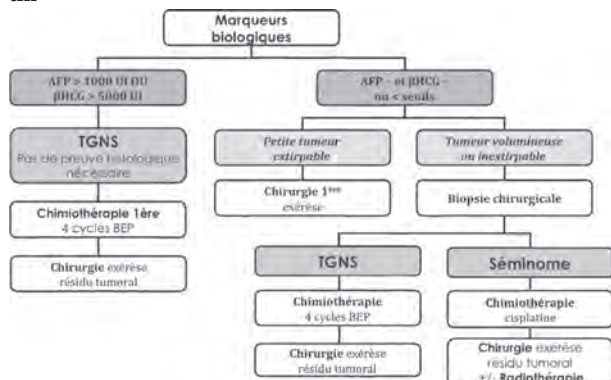 Marqueurs
biologiques
AFP > 1000 UI OU
βHCG > 5000 UI
AFP – et βHCG –
ou < seuils
TGNS
Pas de preuve histologique
nécessaire
Petite tumeur
extirpable
Tumeur volumineuse
ou inextirpable
Chirurgie 1ère
exérèse
Biopsie chirurgicale
Chimiothérapie 1ère
4 cycles BEP
Chirurgie exérèse
résidu tumoral
TGNS
Séminome
Chimiothérapie
4 cycles BEP
Chimiothérapie
cisplatine
Chirurgie exérèse
résidu tumoral
Chirurgie exérèse
résidu tumoral
+/- Radiothérapie